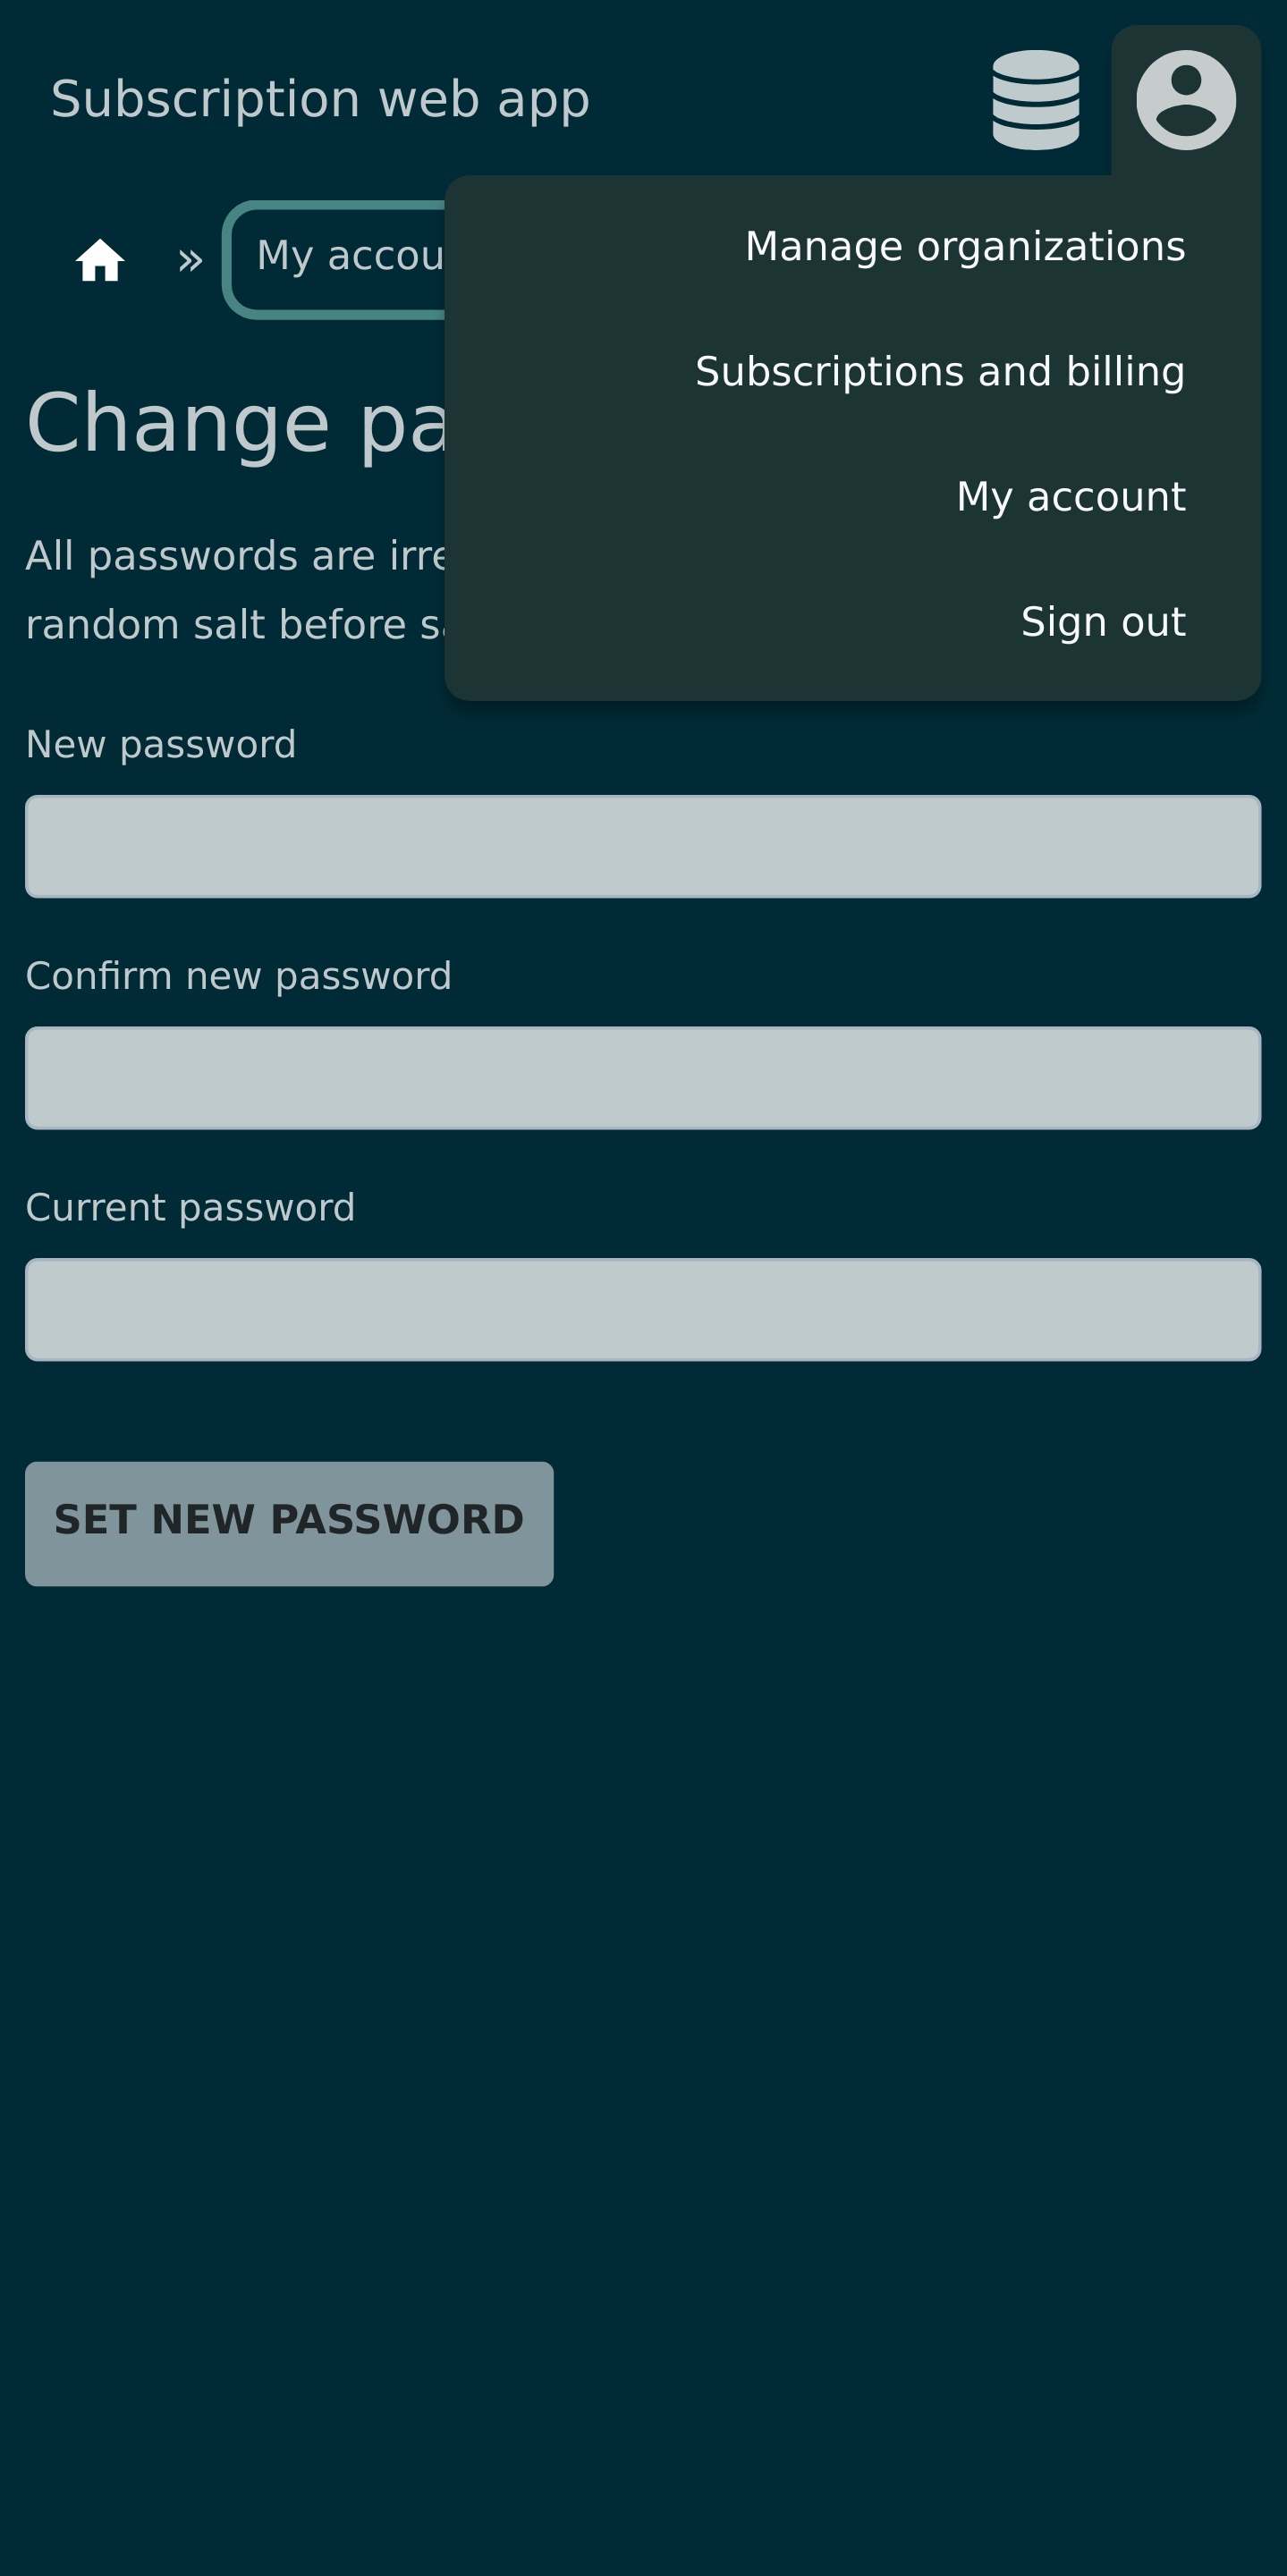 Subscription web app
» My accou
Manage organizations
Subscriptions and billing
My account
Sign out
Change pa
All passwords are irre
random salt before s
New password
Confirm new password
Current password
SET NEW PASSWORD